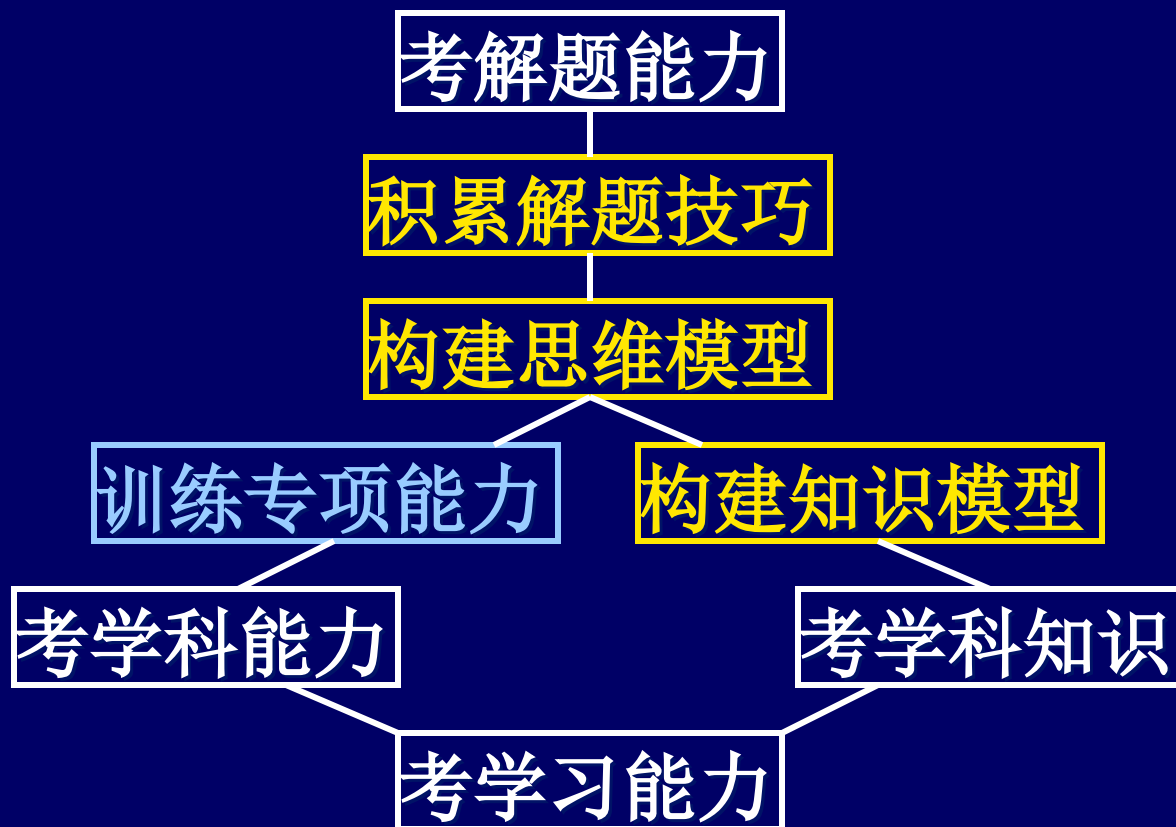 考解题能力
积累解题技巧
构建思维模型
训练专项能力
构建知识模型
考学科能力
考学科知识
考学习能力